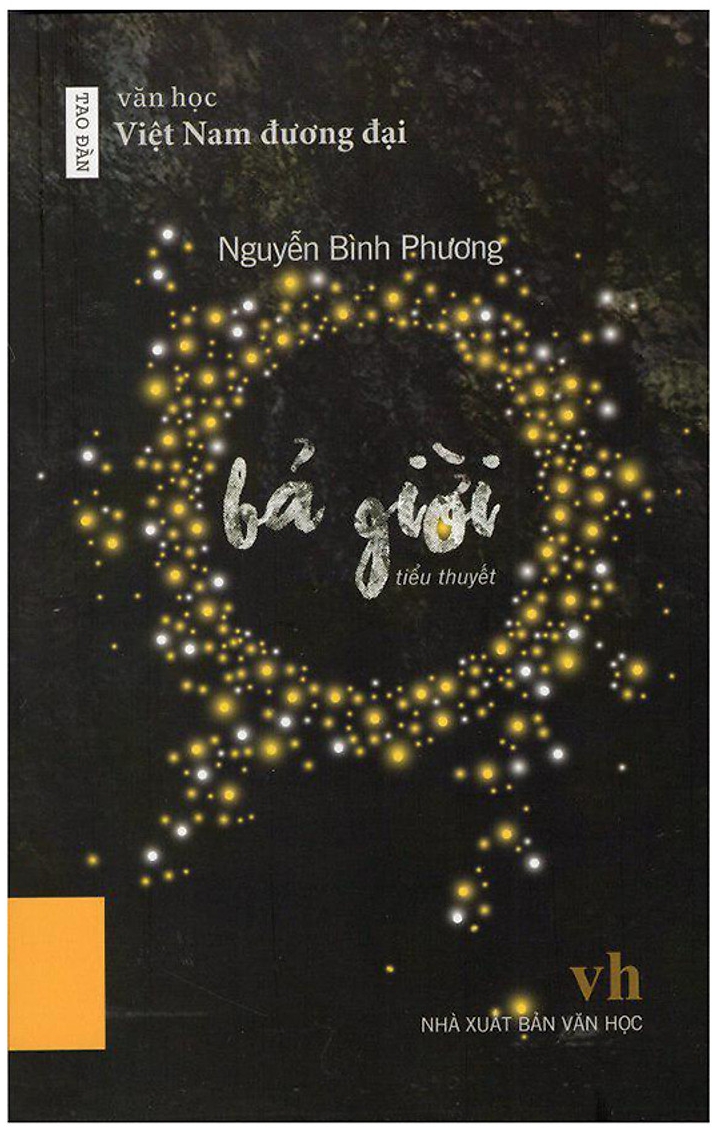 TAO ĐÀN
văn học
Việt Nam đương đại
Nguyễn Bình Phương
bả giời
tiểu thuyết
vh
NHÀ XUẤT BẢN VĂN HỌC